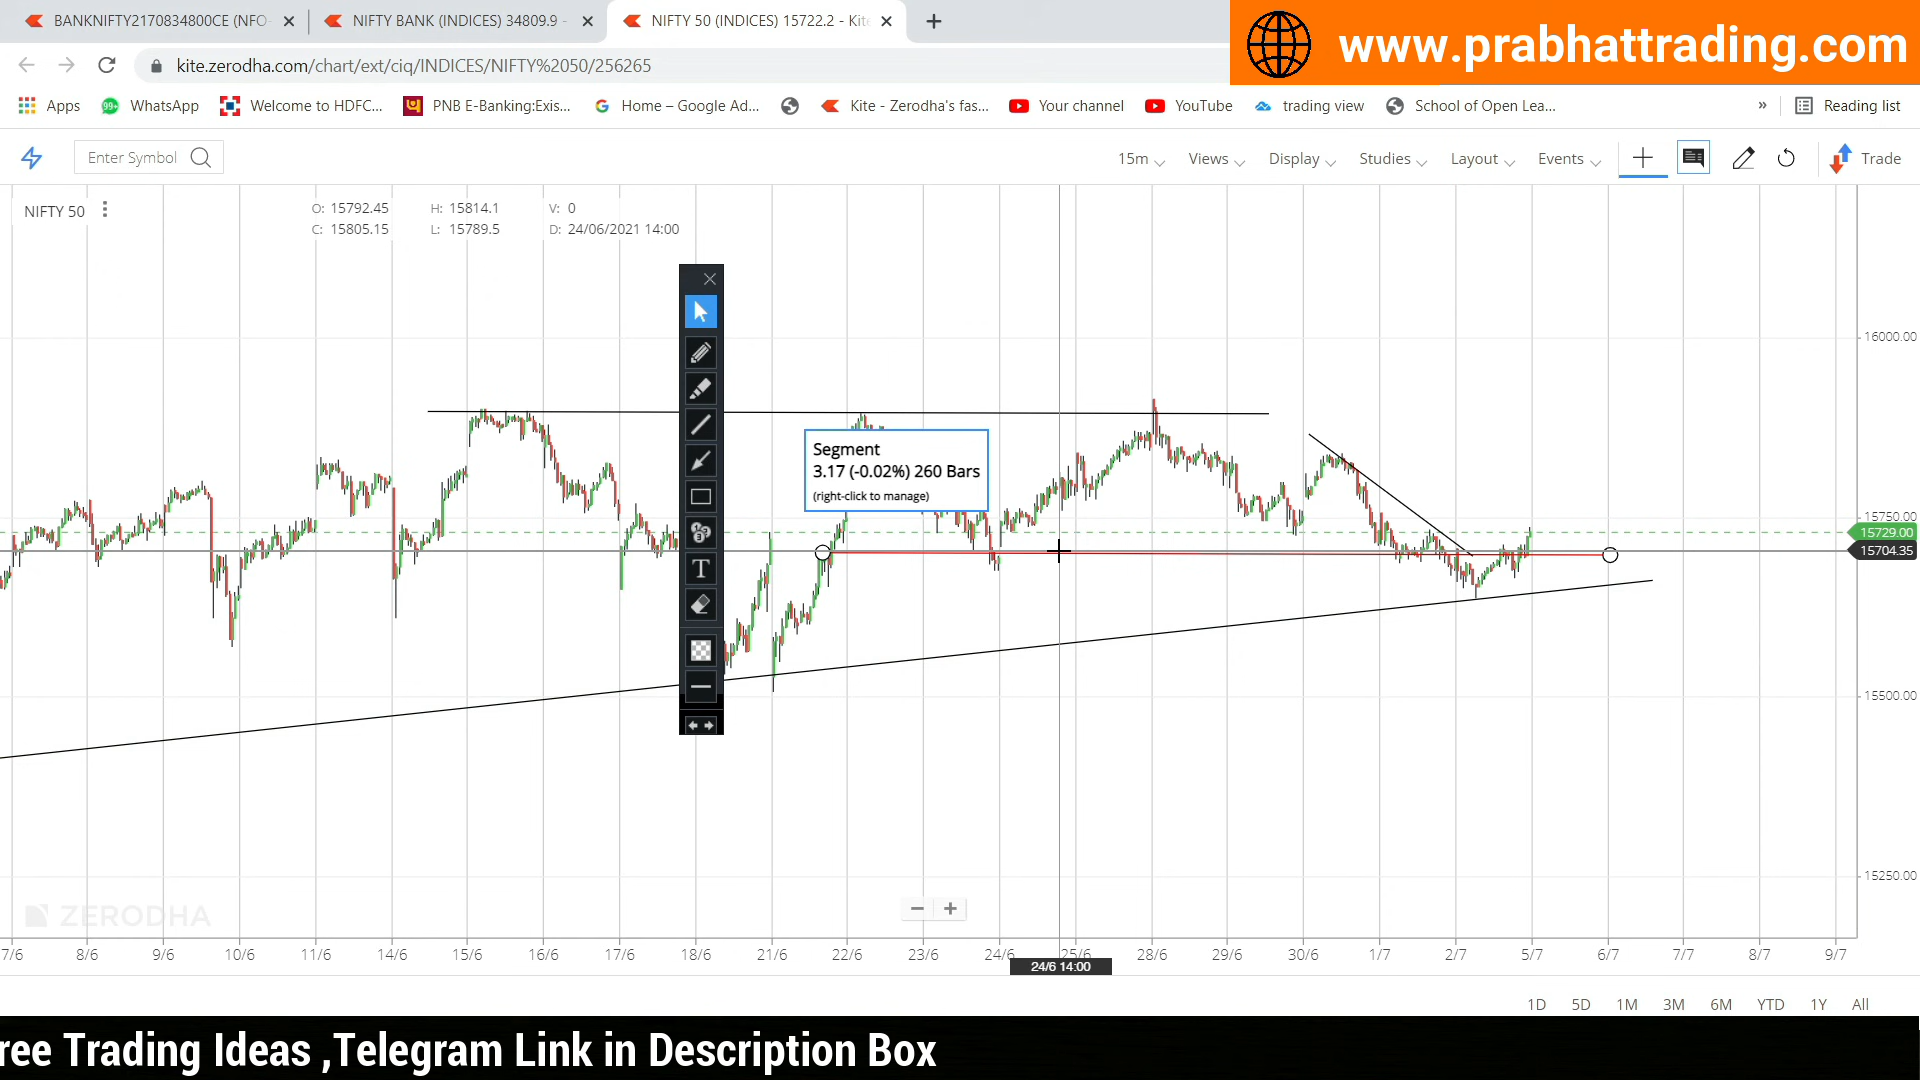 BANKNIFTY2170834800CE (NFO-
NIFTY BANK (INDICES) 34809.9 -
NIFTY 50 (INDICES) 15722.2 - Kite
www.prabhattrading.com
kite.zerodha.com/chart/ext/ciq/INDICES/NIFTY%2050/256265
Apps
99+
WhatsApp
Welcome to HDFC...
PNB E-Banking:Exis...
Home – Google Ad...
Kite - Zerodha's fas...
Your channel
YouTube
trading view
School of Open Lea...
»
Reading list
Enter Symbol
15m
Views
Display
Studies
Layout
Events
Trade
NIFTY 50
O: 15792.45 H: 15814.1 V: 0
C: 15805.15 L: 15789.5 D: 24/06/2021 14:00
Segment
3.17 (-0.02%) 260 Bars
(right-click to manage)
T
16000.00
15750.00
15729.00
15704.35
15500.00
15250.00
ZERODHA
7/6 8/6 9/6 10/6 11/6 14/6 15/6 16/6 17/6 18/6 21/6 22/6 23/6 24/6 25/6 28/6 29/6 30/6 1/7 2/7 5/7 6/7 7/7 8/7 9/7
24/6 14:00
1D 5D 1M 3M 6M YTD 1Y All
ree Trading Ideas ,Telegram Link in Description Box